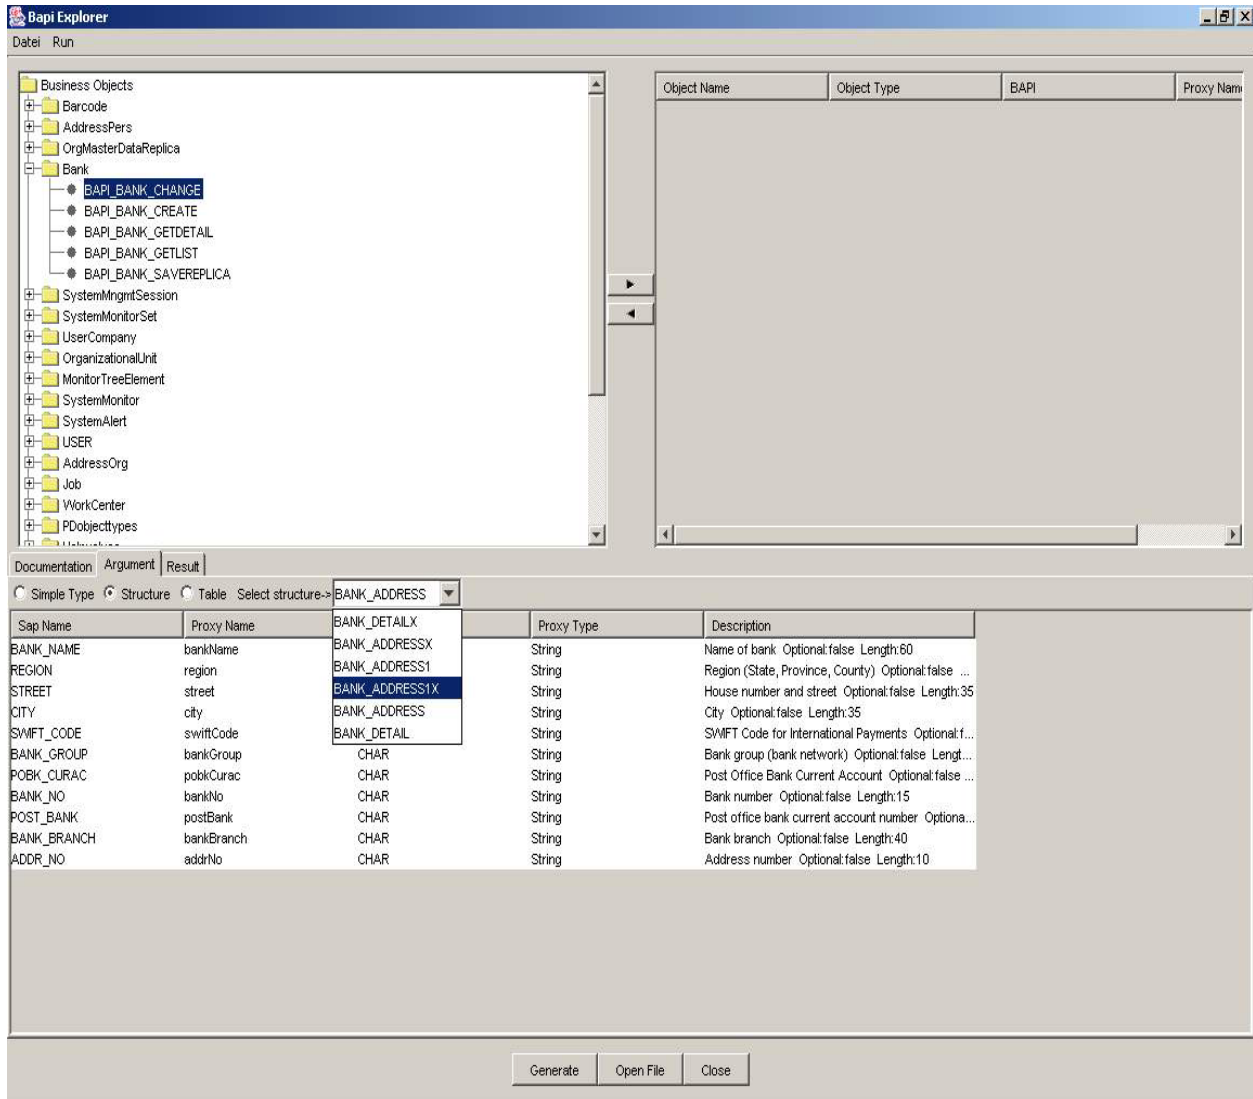 Bapi Explorer
Datei Run
Business Objects
Barcode
AddressPers
OrgMasterDataReplica
Bank
BAPI_BANK_CHANGE
BAPI_BANK_CREATE
BAPI_BANK_GETDETAIL
BAPI_BANK_GETLIST
BAPI_BANK_SAVEREPLICA
SystemMngmtSession
SystemMonitorSet
UserCompany
OrganizationalUnit
MonitorTreeElement
SystemMonitor
SystemAlert
USER
AddressOrg
Job
WorkCenter
PDobjecttypes
Object Name Object Type BAPI Proxy Nam
Documentation Argument Result
Simple Type Structure Table Select structure-> BANK_ADDRESS
BANK_DETAILX
BANK_ADDRESSX
BANK_ADDRESS1
BANK_ADDRESS1X
BANK_ADDRESS
BANK_DETAIL
Sap Name Proxy Name Proxy Type Description
BANK_NAME bankName String Name of bank Optional:false Length:60
REGION region String Region (State, Province, County) Optional:false ...
STREET street String House number and street Optional:false Length:35
CITY city String City Optional:false Length:35
SWIFT_CODE swiftCode String SWIFT Code for International Payments Optional:f...
BANK_GROUP bankGroup CHAR String Bank group (bank network) Optional:false Lengt...
POBK_CURAC pobkCurac CHAR String Post Office Bank Current Account Optional:false ...
BANK_NO bankNo CHAR String Bank number Optional:false Length:15
POST_BANK postBank CHAR String Post office bank current account number Optiona...
BANK_BRANCH bankBranch CHAR String Bank branch Optional:false Length:40
ADDR_NO addrNo CHAR String Address number Optional:false Length:10
Generate Open File Close